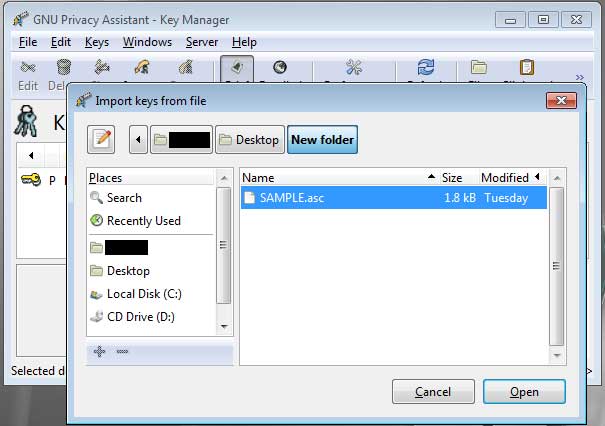 GNU Privacy Assistant - Key Manager
File Edit Keys Windows Server Help
Edit
Import keys from file
K
Desktop New folder
P
Places
Search
Recently Used
Desktop
Local Disk (C:)
CD Drive (D:)
Name Size Modified
SAMPLE.asc 1.8 kB Tuesday
Selected d
Cancel Open